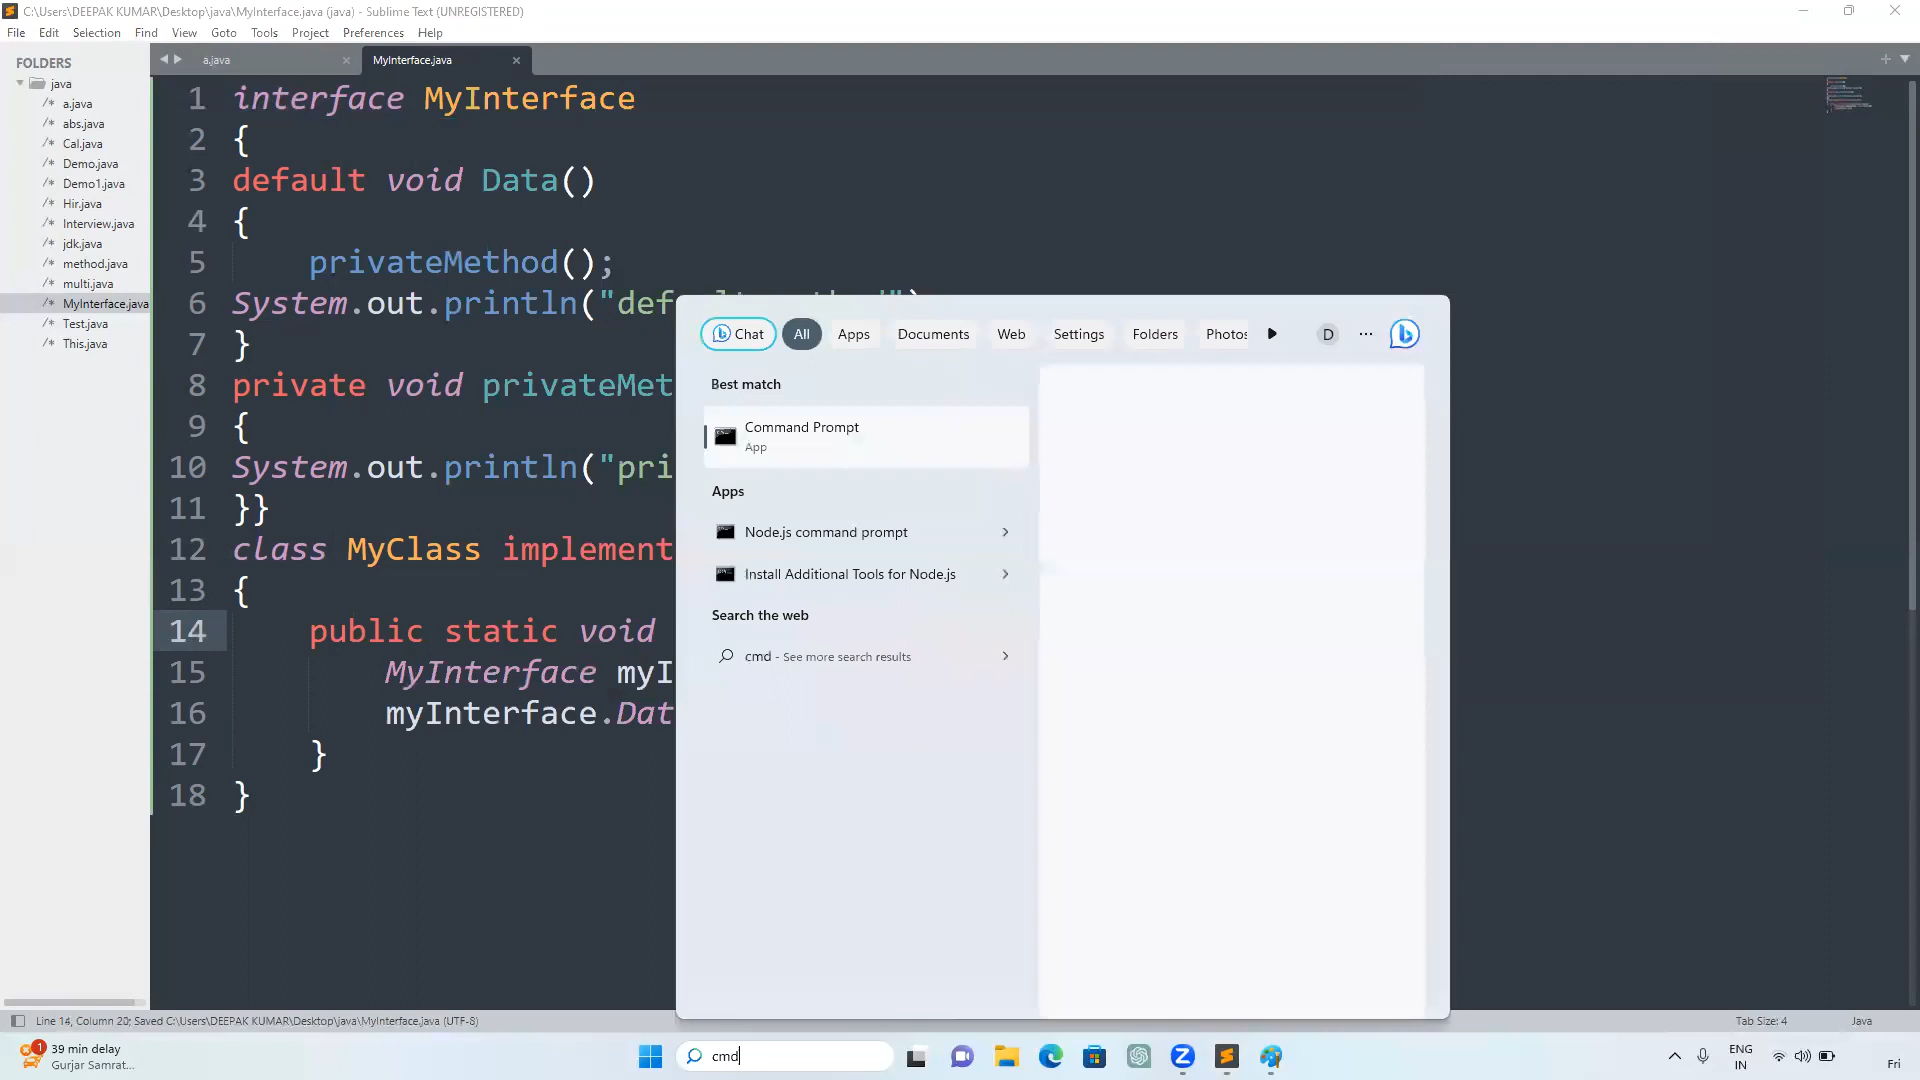 C:\Users\DEEPAK KUMAR\Desktop\java\MyInterface.java (java) - Sublime Text (UNREGISTERED)
File Edit Selection Find View Goto Tools Project Preferences Help
FOLDERS
java
/* a.java
/* abs.java
/* Cal.java
/* Demo.java
/* Demo1.java
/* Hir.java
/* Interview.java
/* jdk.java
/* method.java
/* multi.java
/* MyInterface.java
/* Test.java
/* This.java
a.java MyInterface.java
1 interface MyInterface
2 {
3 default void Data()
4 {
5 privateMethod();
6 System.out.println("def
7 }
8 private void privateMet
9 {
10 System.out.println("pri
11 }}
12 class MyClass implement
13 {
14 public static void
15 MyInterface myI
16 myInterface.Dat
17 }
18 }
Chat All Apps Documents Web Settings Folders Photos D ...
Best match
Command Prompt
App
Apps
Node.js command prompt
Install Additional Tools for Node.js
Search the web
cmd - See more search results
Line 14, Column 20; Saved C:\Users\DEEPAK KUMAR\Desktop\java\MyInterface.java (UTF-8)
Tab Size: 4 Java
1
39 min delay
Gurjar Samrat...
cmd
ENG
IN
Fri